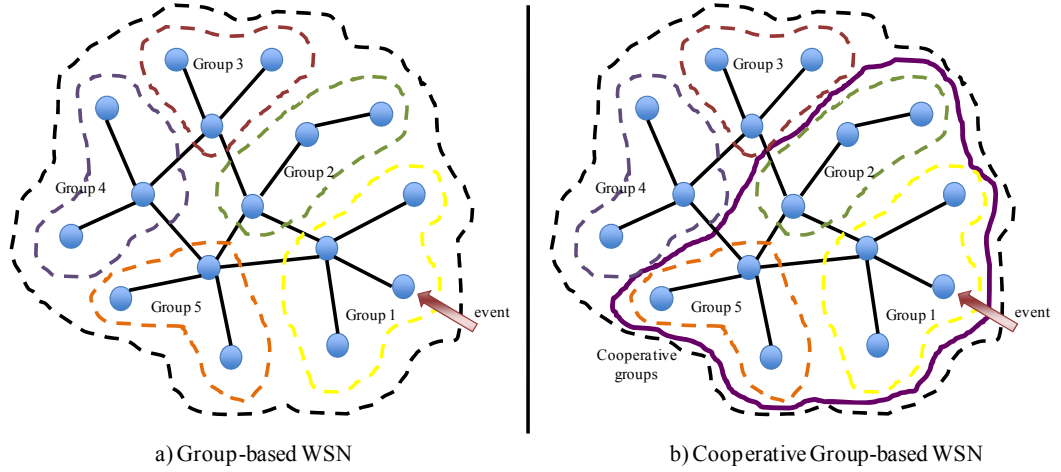 Group 3
Group 2
Group 4
Group 5
Group 1
event
a) Group-based WSN
Group 3
Group 2
Group 4
Group 5
Group 1
event
Cooperative
groups
b) Cooperative Group-based WSN